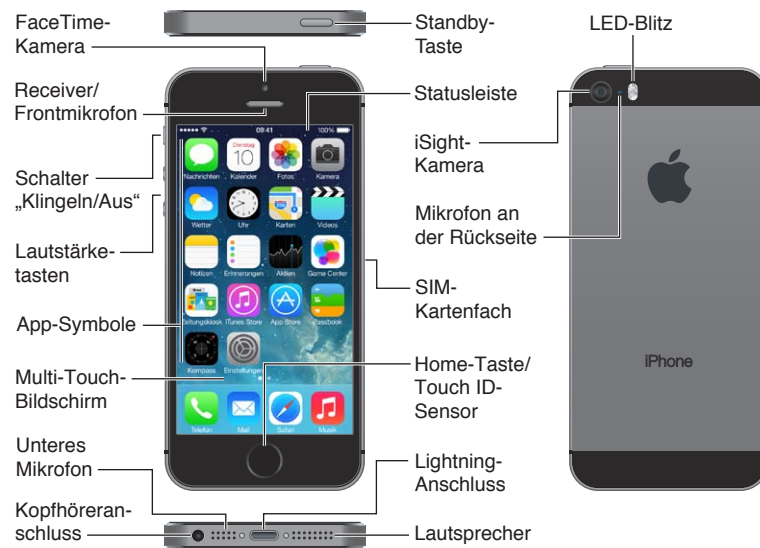 FaceTime-
Kamera
Receiver/
Frontmikrofon
Schalter
„Klingeln/Aus“
Lautstärke-
tasten
App-Symbole
Multi-Touch-
Bildschirm
Unteres
Mikrofon
Kopfhöreran-
schluss
09:41 100%
Dienstag
10
Nachrichten Kalender Fotos Kamera
Wetter Uhr Karten Videos
Notizen Erinnerungen Aktien Game Center
Zeitungskiosk iTunes Store App Store Passbook
Kompass Einstellungen
Telefon Mail Safari Musik
Standby-
Taste
Statusleiste
SIM-
Kartenfach
Home-Taste/
Touch ID-
Sensor
Lightning-
Anschluss
Lautsprecher
LED-Blitz
iSight-
Kamera
Mikrofon an
der Rückseite
iPhone